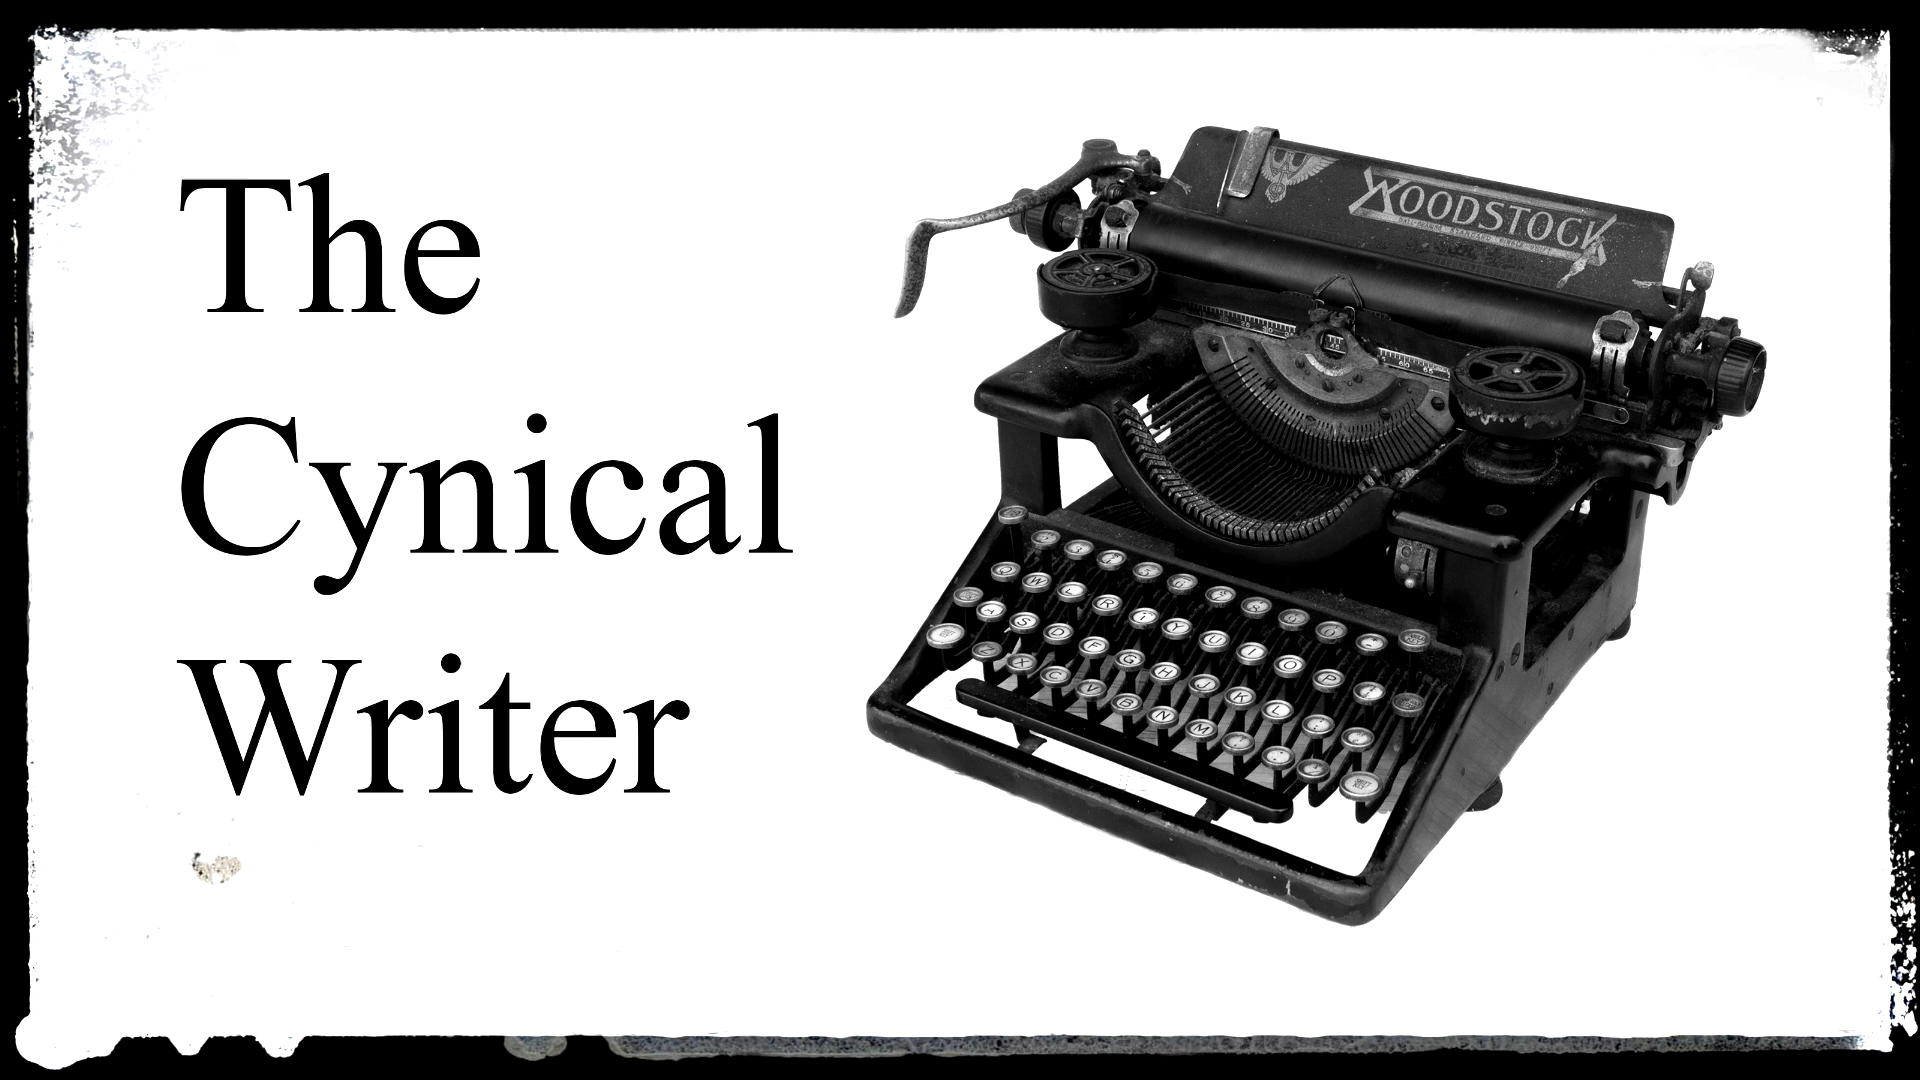 The
Cynical
Writer
WOODSTOCK
Q W R Y U I O P
A S D F G H J K L
Z X C V B N M